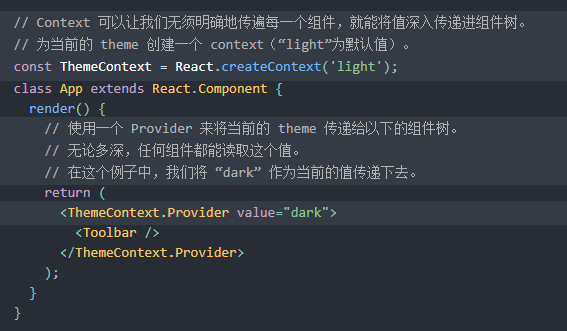 // Context 可以让我们无须明确地传遍每一个组件，就能将值深入传递进组件树。
// 为当前的 theme 创建一个 context（“light”为默认值）。
const ThemeContext = React.createContext('light');
class App extends React.Component {
  render() {
    // 使用一个 Provider 来将当前的 theme 传递给以下的组件树。
    // 无论多深，任何组件都能读取这个值。
    // 在这个例子中，我们将 “dark” 作为当前的值传递下去。
    return (
      <ThemeContext.Provider value="dark">
        <Toolbar />
      </ThemeContext.Provider>
    );
  }
}